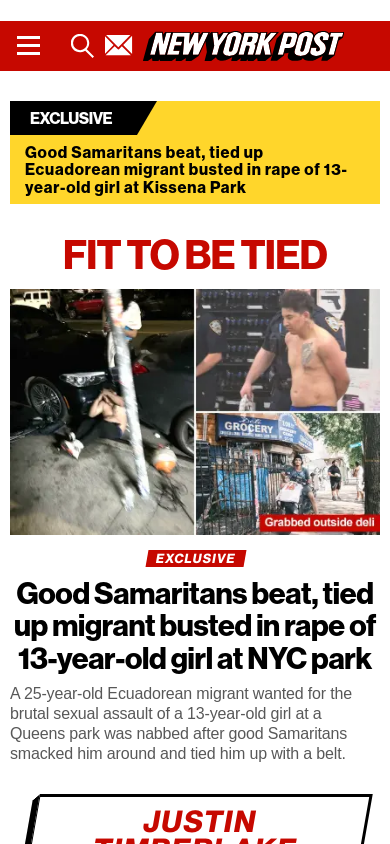 NEW YORK POST
EXCLUSIVE
Good Samaritans beat, tied up
Ecuadorean migrant busted in rape of 13-
year-old girl at Kissena Park
FIT TO BE TIED
GROCERY
Grabbed outside deli
EXCLUSIVE
Good Samaritans beat, tied
up migrant busted in rape of
13-year-old girl at NYC park
A 25-year-old Ecuadorean migrant wanted for the
brutal sexual assault of a 13-year-old girl at a
Queens park was nabbed after good Samaritans
smacked him around and tied him up with a belt.
JUSTIN
TIMBERLAKE